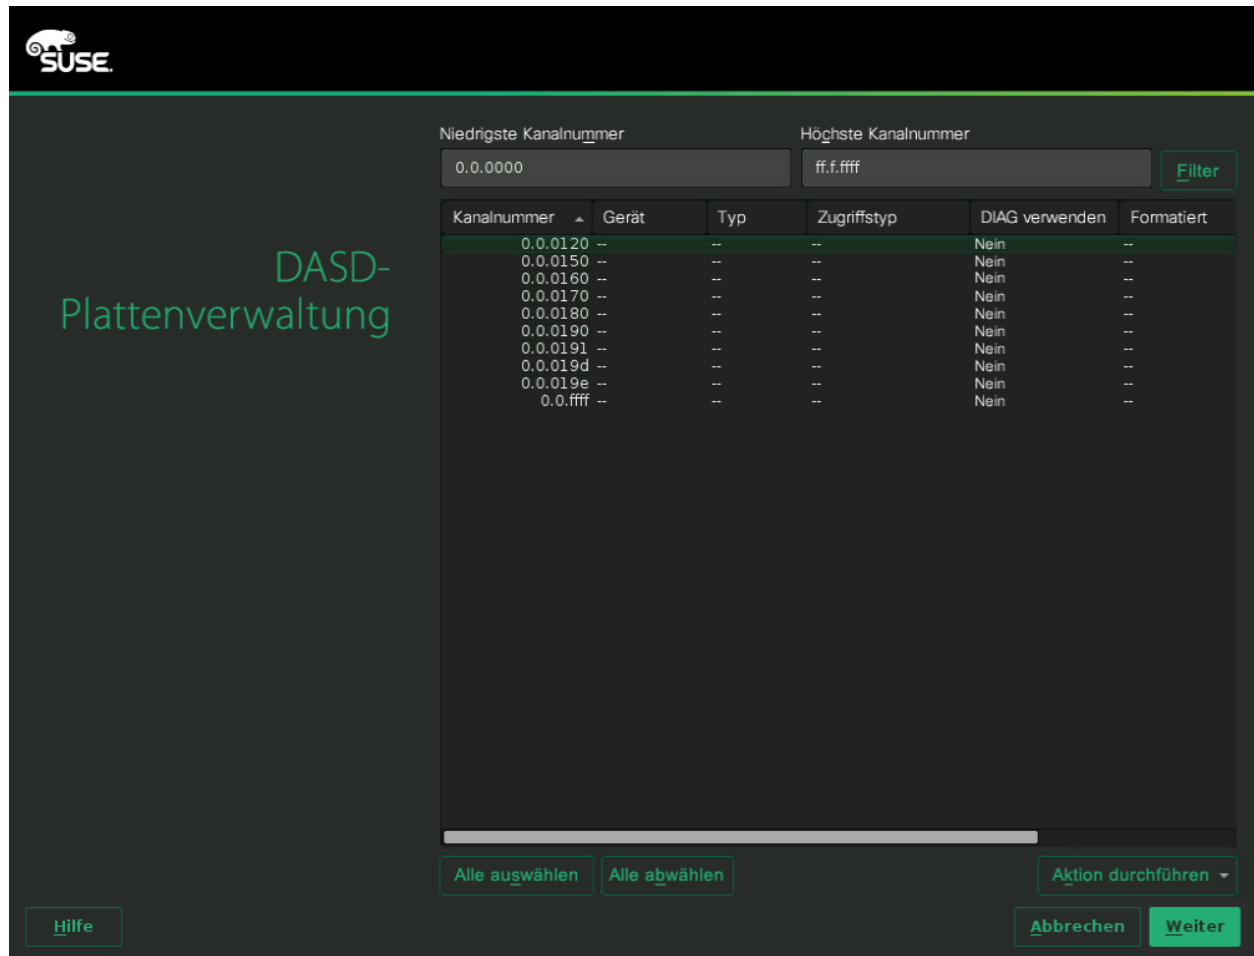 SUSE.
DASD-
Plattenverwaltung
Niedrigste Kanalnummer Höchste Kanalnummer
0.0.0000 ff.f.ffff Filter
Kanalnummer Gerät Typ Zugriffstyp DIAG verwenden Formatiert
0.0.0120 -- -- -- Nein --
0.0.0150 -- -- -- Nein --
0.0.0160 -- -- -- Nein --
0.0.0170 -- -- -- Nein --
0.0.0180 -- -- -- Nein --
0.0.0190 -- -- -- Nein --
0.0.0191 -- -- -- Nein --
0.0.019d -- -- -- Nein --
0.0.019e -- -- -- Nein --
0.0.ffff -- -- -- Nein --
Alle auswählen Alle abwählen Aktion durchführen
Hilfe Abbrechen Weiter